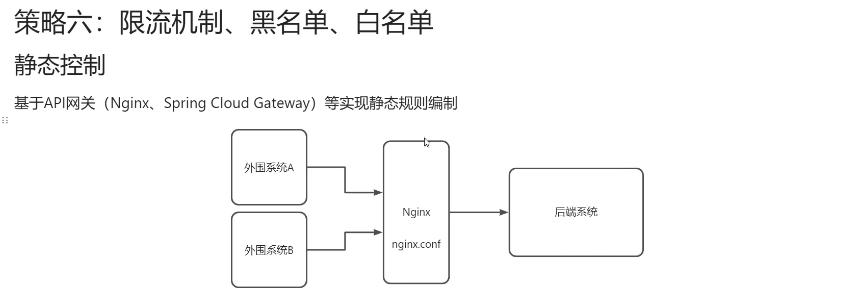 策略六：限流机制、黑名单、白名单
静态控制
基于API网关（Nginx、Spring Cloud Gateway）等实现静态规则编制
外围系统A
外围系统B
Nginx
nginx.conf
后端系统